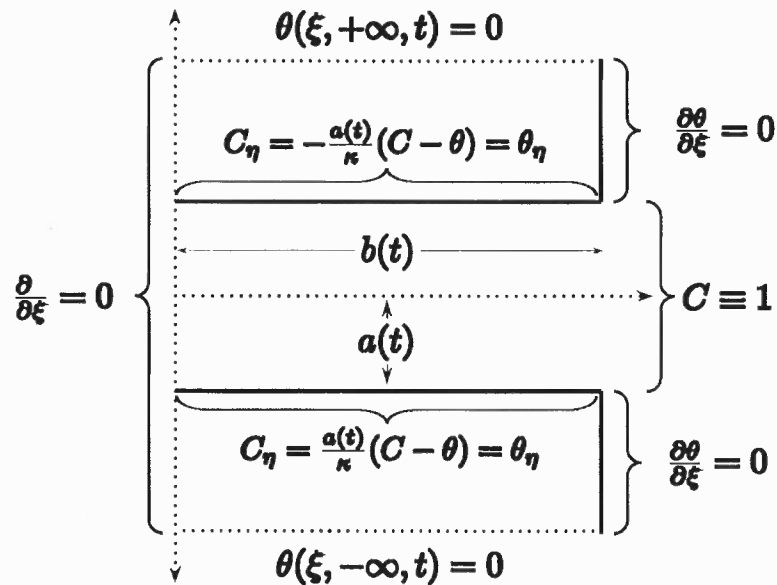 θ(ξ, +∞, t) = 0
∂θ/∂ξ = 0
C_η = −a(t)/κ (C − θ) = θ_η
b(t)
∂/∂ξ = 0
C ≡ 1
a(t)
C_η = a(t)/κ (C − θ) = θ_η
∂θ/∂ξ = 0
θ(ξ, −∞, t) = 0